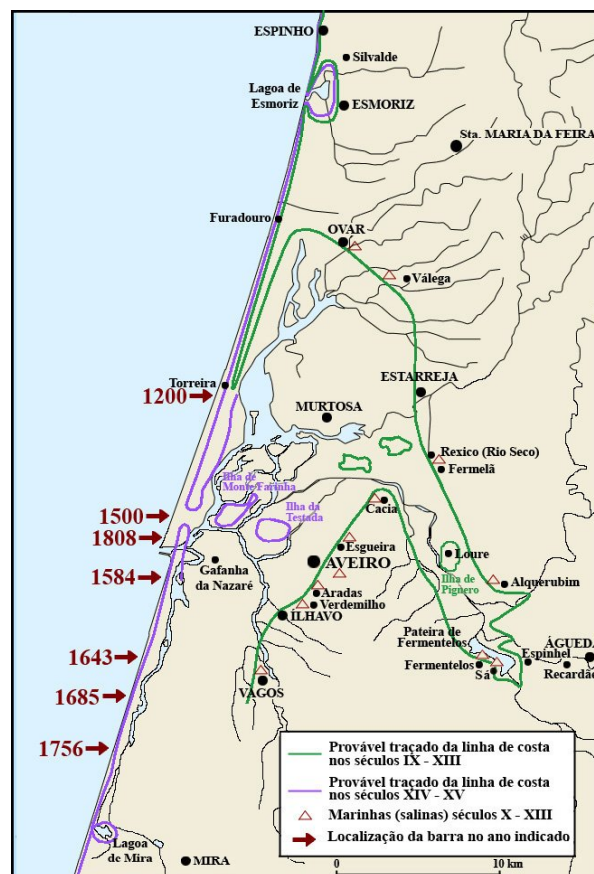 ESPINHO
Silvalde
Lagoa de
Esmoriz
ESMORIZ
Sta. MARIA DA FEIRA
Furadouro
OVAR
Válega
Torreira
1200
ESTARREJA
MURTOSA
Rexico (Rio Seco)
Fermelã
Ilha de
Monte Farinha
Ilha da
Testada
Cacia
1500
1808
Esgueira
Loure
1584
Gafanha
da Nazaré
AVEIRO
Ilha de
Pignero
Alquerubim
Aradas
Verdemilho
ÍLHAVO
Pateira de
Fermentelos
ÁGUEDA
Espinhel
1643
Fermentelos
Recardão
Sá
VAGOS
1685
1756
Provável traçado da linha de costa
nos séculos IX - XIII
Provável traçado da linha de costa
nos séculos XIV - XV
Marinhas (salinas) séculos X - XIII
Localização da barra no ano indicado
Lagoa
de Mira
MIRA
0
10 km